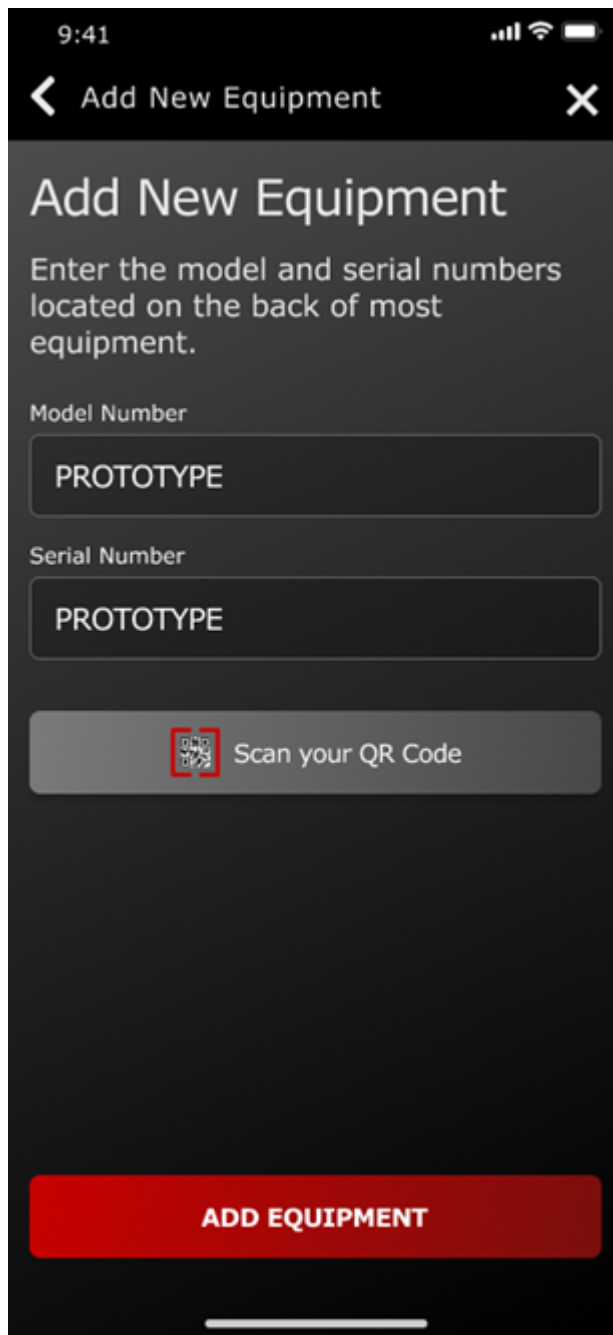 9:41
Add New Equipment
Add New Equipment
Enter the model and serial numbers
located on the back of most
equipment.
Model Number
PROTOTYPE
Serial Number
PROTOTYPE
Scan your QR Code
ADD EQUIPMENT